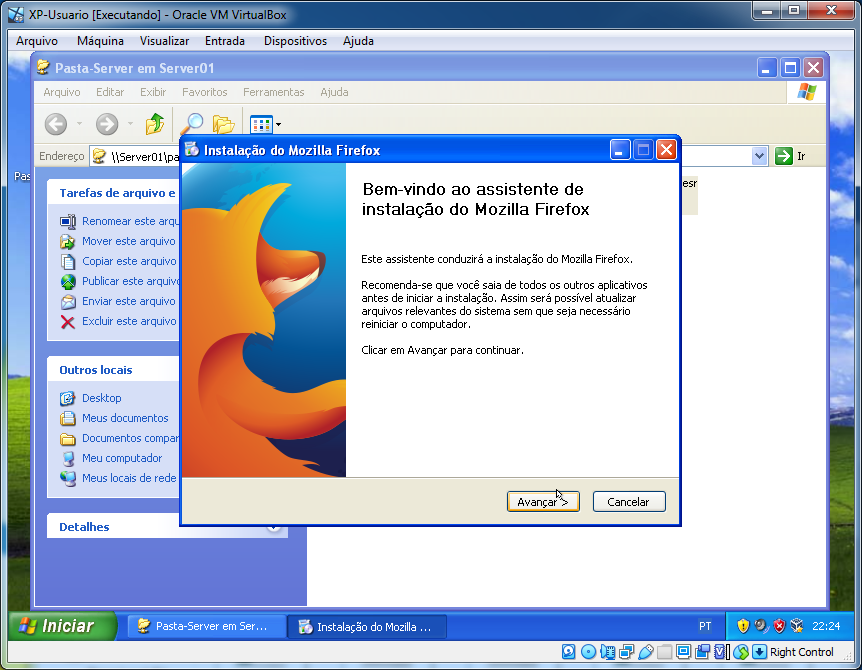 XP-Usuario [Executando] - Oracle VM VirtualBox
Arquivo Máquina Visualizar Entrada Dispositivos Ajuda
Pasta-Server em Server01
Arquivo Editar Exibir Favoritos Ferramentas Ajuda
Endereço \\Server01\pa Ir
Pas
Instalação do Mozilla Firefox
esr
Tarefas de arquivo e
Renomear este arqu
Mover este arquivo
Copiar este arquivo
Publicar este arquivo
Enviar este arquivo
Excluir este arquivo
Outros locais
Desktop
Meus documentos
Documentos compar
Meu computador
Meus locais de rede
Detalhes
Bem-vindo ao assistente de
instalação do Mozilla Firefox
Este assistente conduzirá a instalação do Mozilla Firefox.
Recomenda-se que você saia de todos os outros aplicativos
antes de iniciar a instalação. Assim será possível atualizar
arquivos relevantes do sistema sem que seja necessário
reiniciar o computador.
Clicar em Avançar para continuar.
Avançar > Cancelar
Iniciar Pasta-Server em Ser... Instalação do Mozilla ... PT 22:24
Right Control